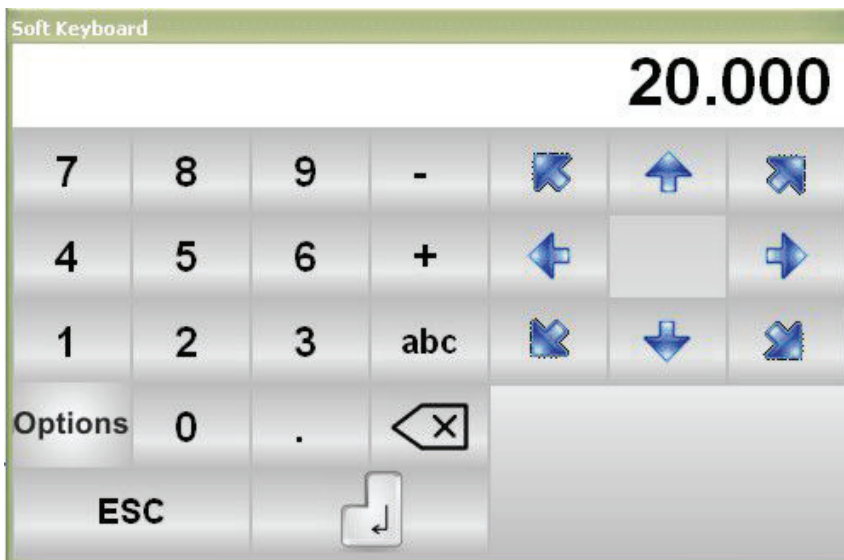 Soft Keyboard
20.000
7 8 9 -
4 5 6 +
1 2 3 abc
Options 0 .
ESC